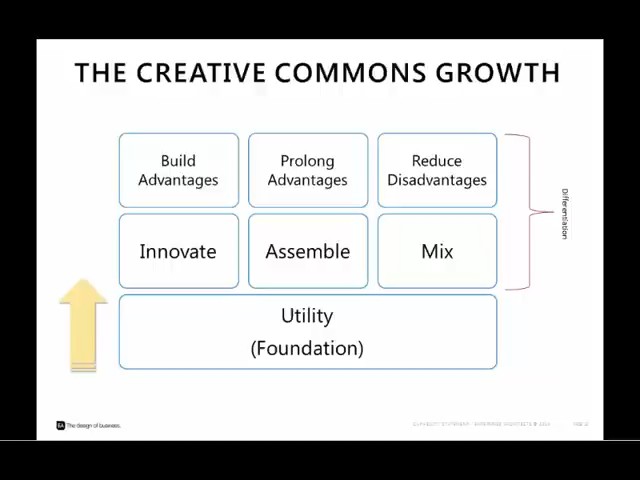 THE CREATIVE COMMONS GROWTH
Build
Advantages
Prolong
Advantages
Reduce
Disadvantages
Innovate
Assemble
Mix
Utility
(Foundation)
Differentiation
The design of business.